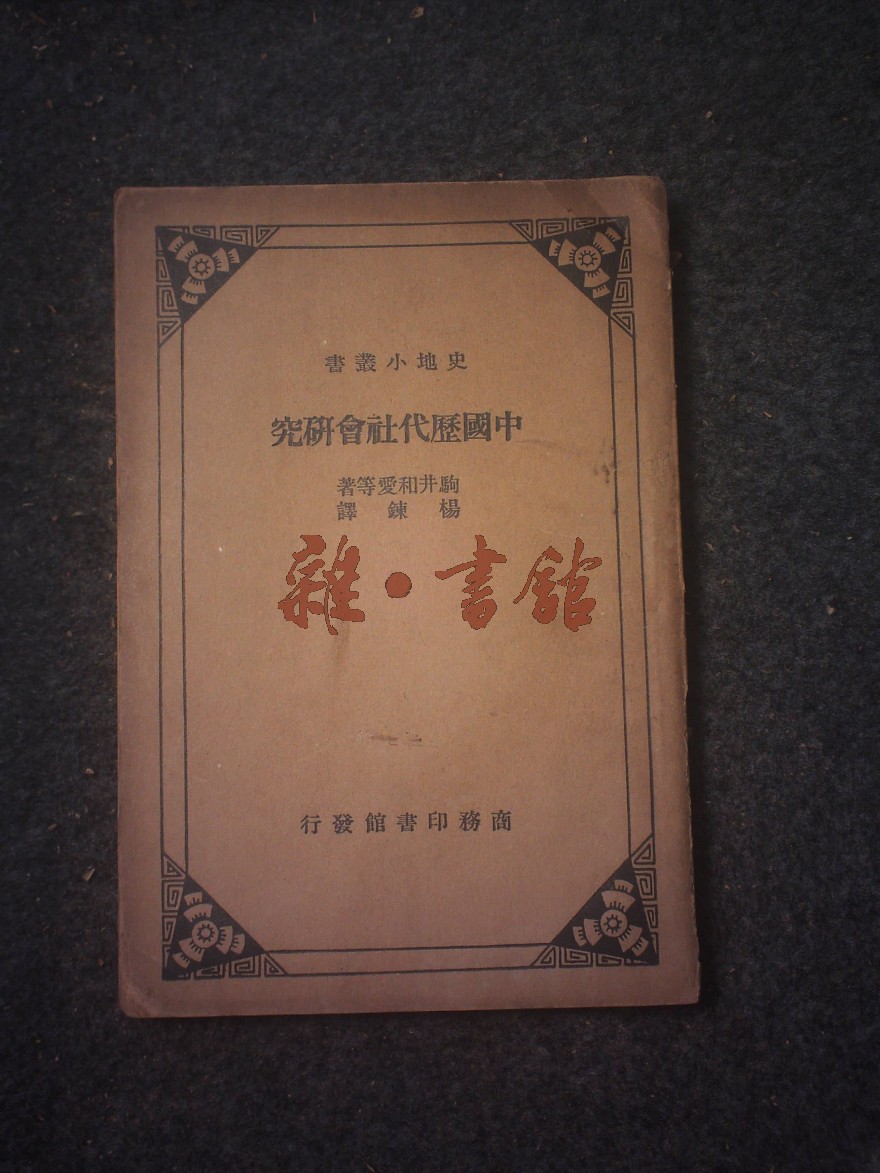 史地小叢書
中國歷代社會研究
駒井和愛等著
楊鍊譯
雜·書館
商務印書館發行